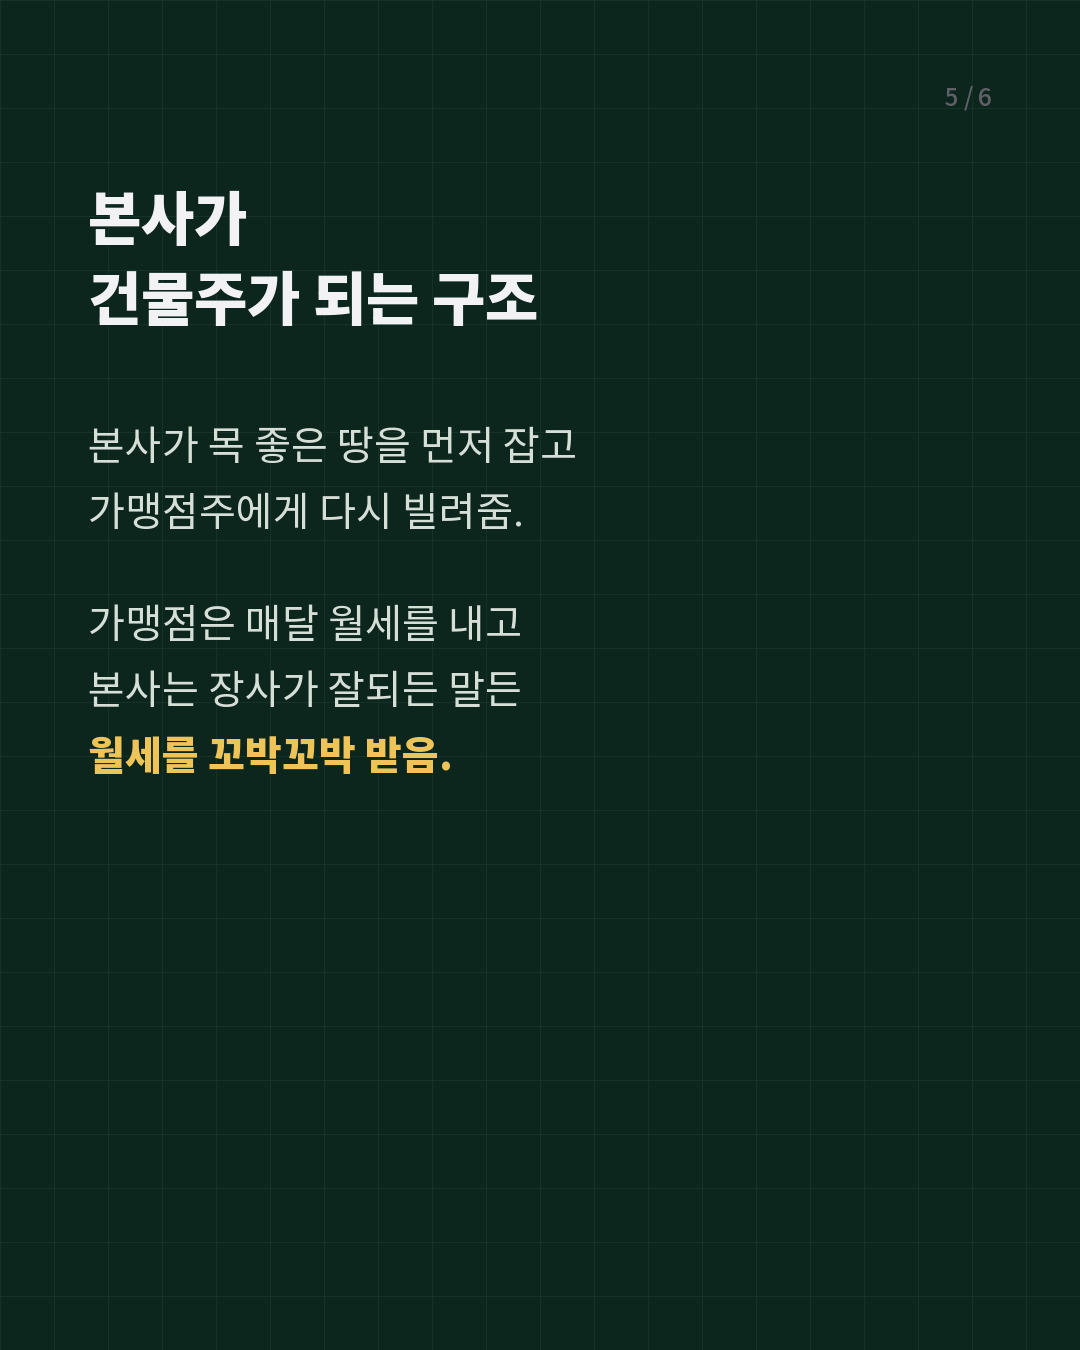 5 / 6
본사가
건물주가 되는 구조
본사가 목 좋은 땅을 먼저 잡고
가맹점주에게 다시 빌려줌.
가맹점은 매달 월세를 내고
본사는 장사가 잘되든 말든
월세를 꼬박꼬박 받음.